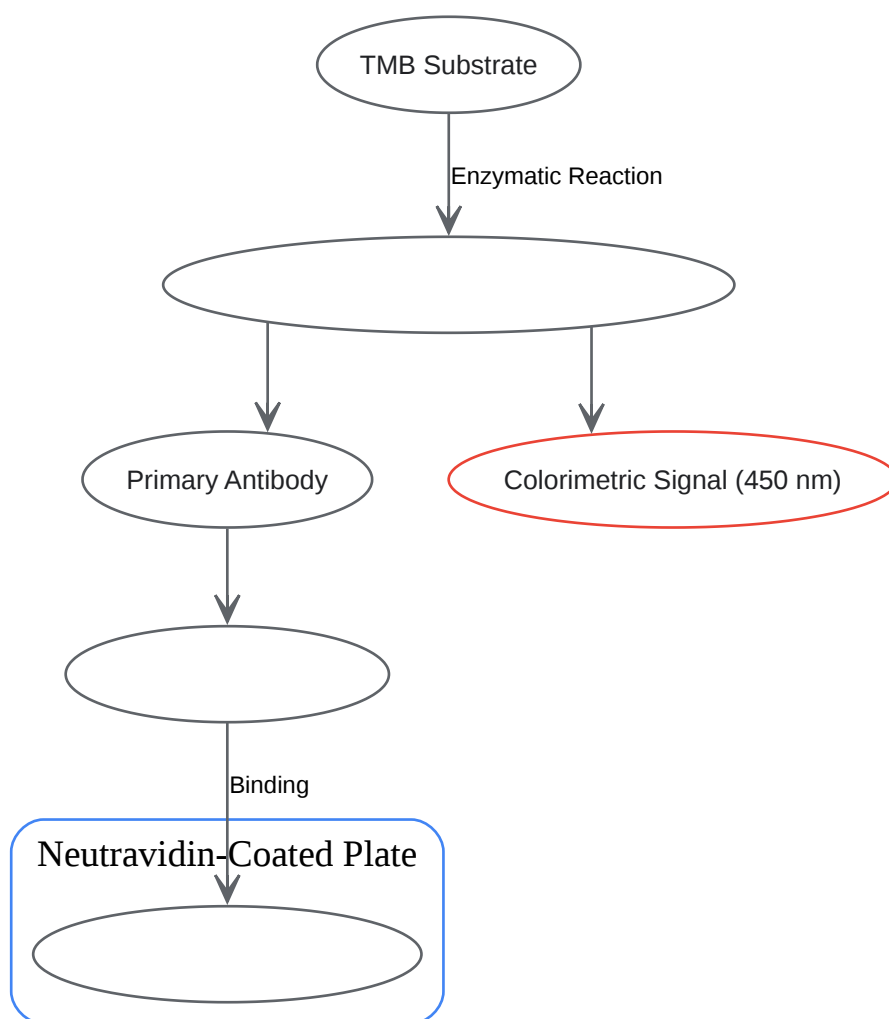 TMB Substrate
Enzymatic Reaction
Primary Antibody
Colorimetric Signal (450 nm)
Binding
Neutravidin-Coated Plate